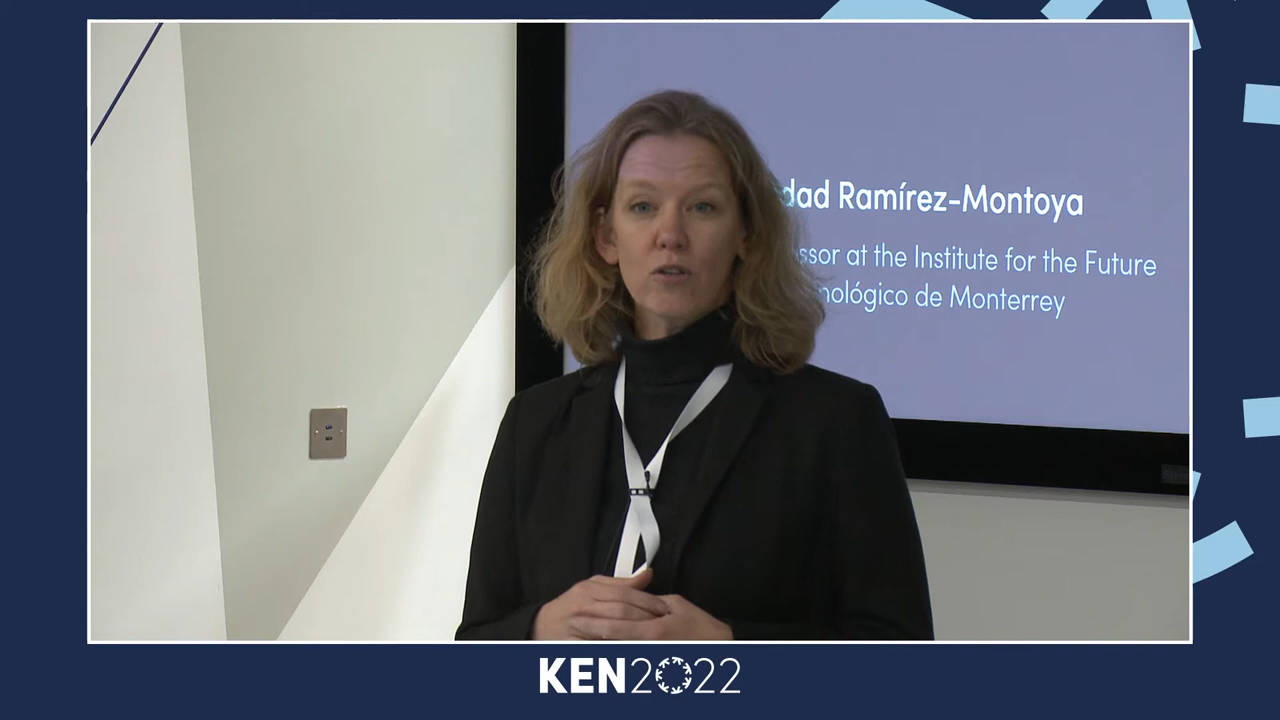 dad Ramírez-Montoya
ssor at the Institute for the Future
nológico de Monterrey
KEN2022